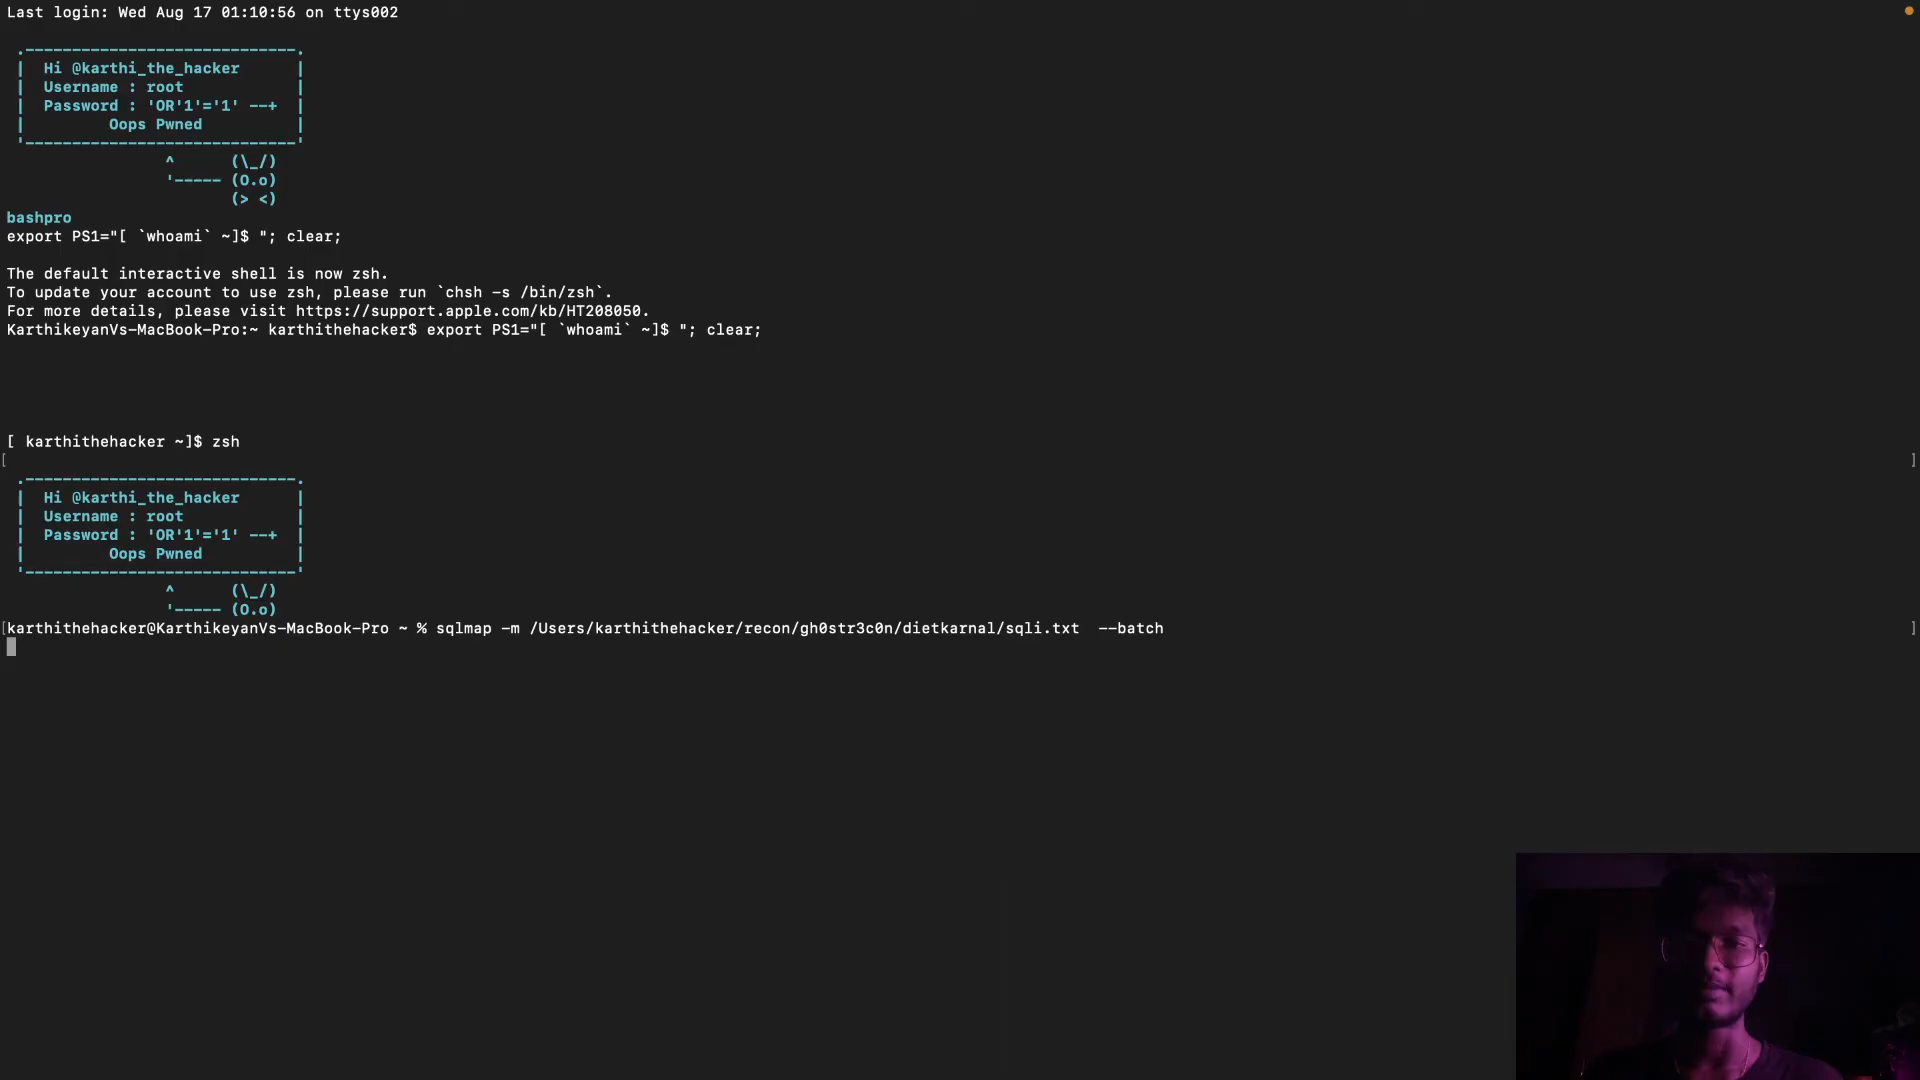 Last login: Wed Aug 17 01:10:56 on ttys002
.-----------------------------.
|  Hi @karthi_the_hacker      |
|  Username : root            |
|  Password : 'OR'1'='1' --+  |
|         Oops Pwned          |
'-----------------------------'
^      (\_/)
'----- (O.o)
(> <)
bashpro
export PS1="[ `whoami` ~]$ "; clear;
The default interactive shell is now zsh.
To update your account to use zsh, please run `chsh -s /bin/zsh`.
For more details, please visit https://support.apple.com/kb/HT208050.
KarthikeyanVs-MacBook-Pro:~ karthithehacker$ export PS1="[ `whoami` ~]$ "; clear;
[ karthithehacker ~]$ zsh
[ ]
.-----------------------------.
|  Hi @karthi_the_hacker      |
|  Username : root            |
|  Password : 'OR'1'='1' --+  |
|         Oops Pwned          |
'-----------------------------'
^      (\_/)
'----- (O.o)
[karthithehacker@KarthikeyanVs-MacBook-Pro ~ % sqlmap -m /Users/karthithehacker/recon/gh0str3c0n/dietkarnal/sqli.txt  --batch ]